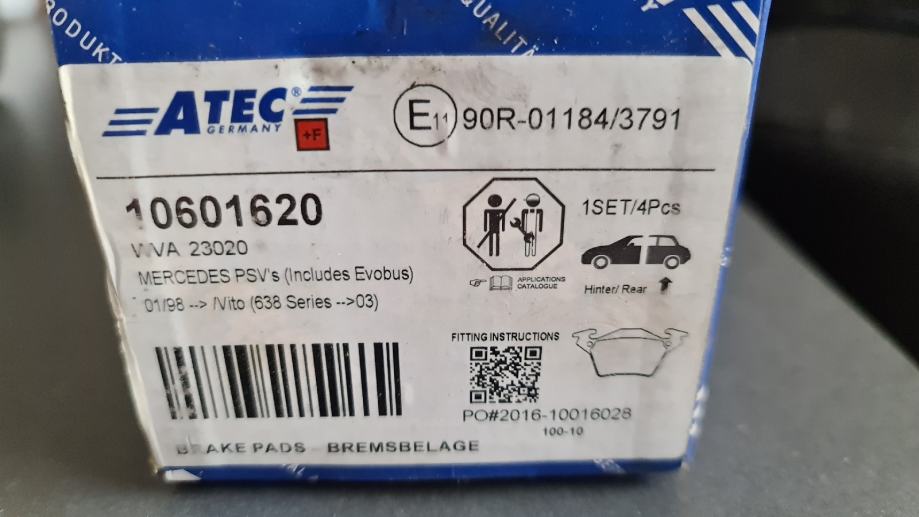 PRODUKT
QUALITÄT
ATEC®
GERMANY
+F
E11 90R-01184/3791
10601620
WVA 23020
1SET/4Pcs
MERCEDES PSV's (Includes Evobus)
01/98 --> /Vito (638 Series -->03)
APPLICATIONS
CATALOGUE
Hinter/ Rear
FITTING INSTRUCTIONS
PO#2016-10016028
100-10
BRAKE PADS BREMSBELAGE